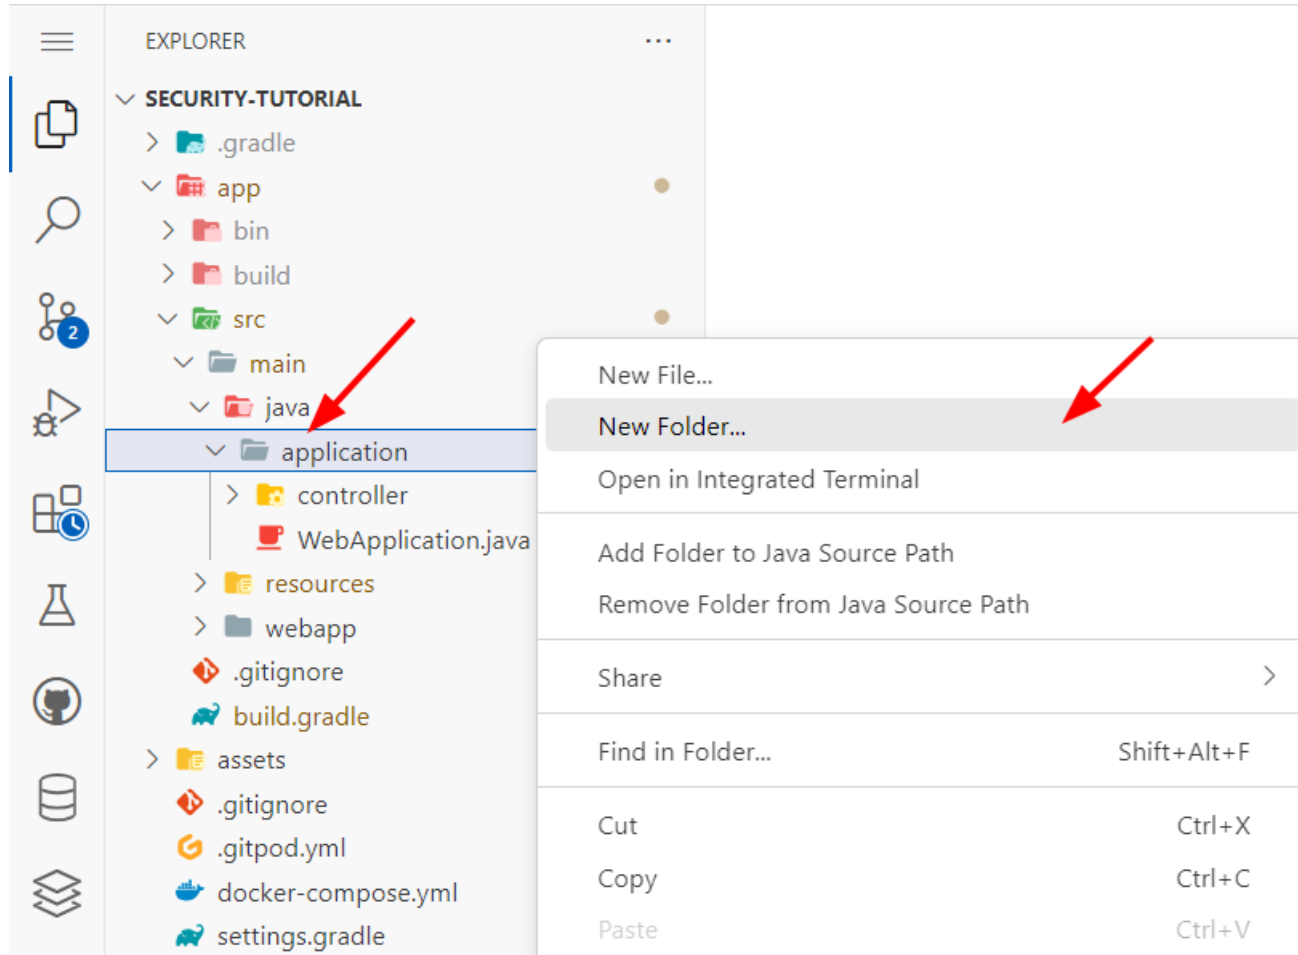 EXPLORER
SECURITY-TUTORIAL
.gradle
app
bin
build
src
main
java
application
controller
WebApplication.java
resources
webapp
.gitignore
build.gradle
assets
.gitignore
.gitpod.yml
docker-compose.yml
settings.gradle
2
New File...
New Folder...
Open in Integrated Terminal
Add Folder to Java Source Path
Remove Folder from Java Source Path
Share
Find in Folder... Shift+Alt+F
Cut Ctrl+X
Copy Ctrl+C
Paste Ctrl+V